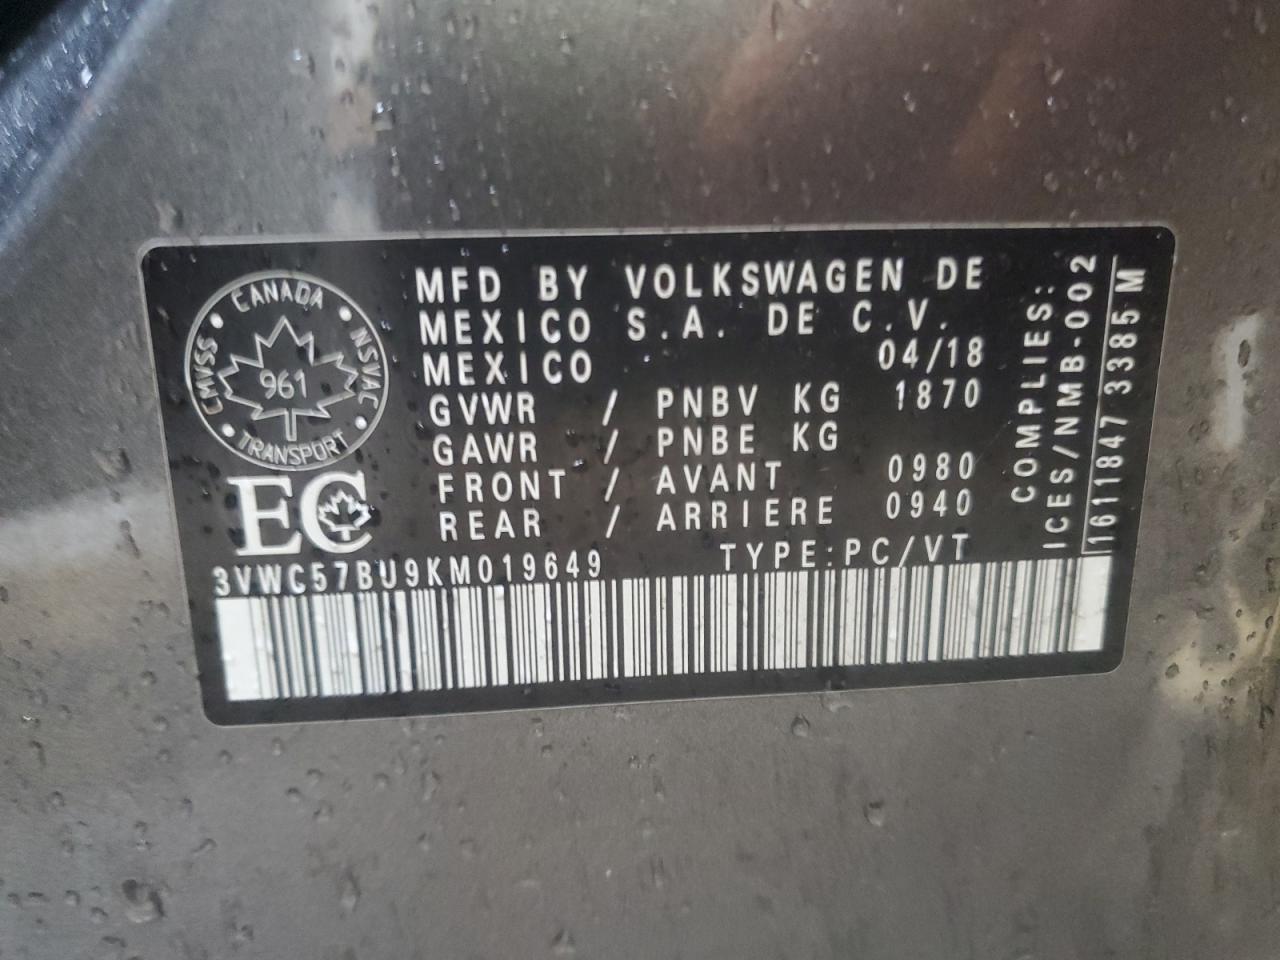 CANADA
CMVSS
NSVAC
961
TRANSPORT
EC
MFD BY VOLKSWAGEN DE
MEXICO S.A. DE C.V.
MEXICO 04/18
GVWR / PNBV KG 1870
GAWR / PNBE KG
FRONT / AVANT 0980
REAR / ARRIERE 0940
3VWC57BU9KM019649 TYPE:PC/VT
COMPLIES:
ICES/NMB-002
1611847 3385 M